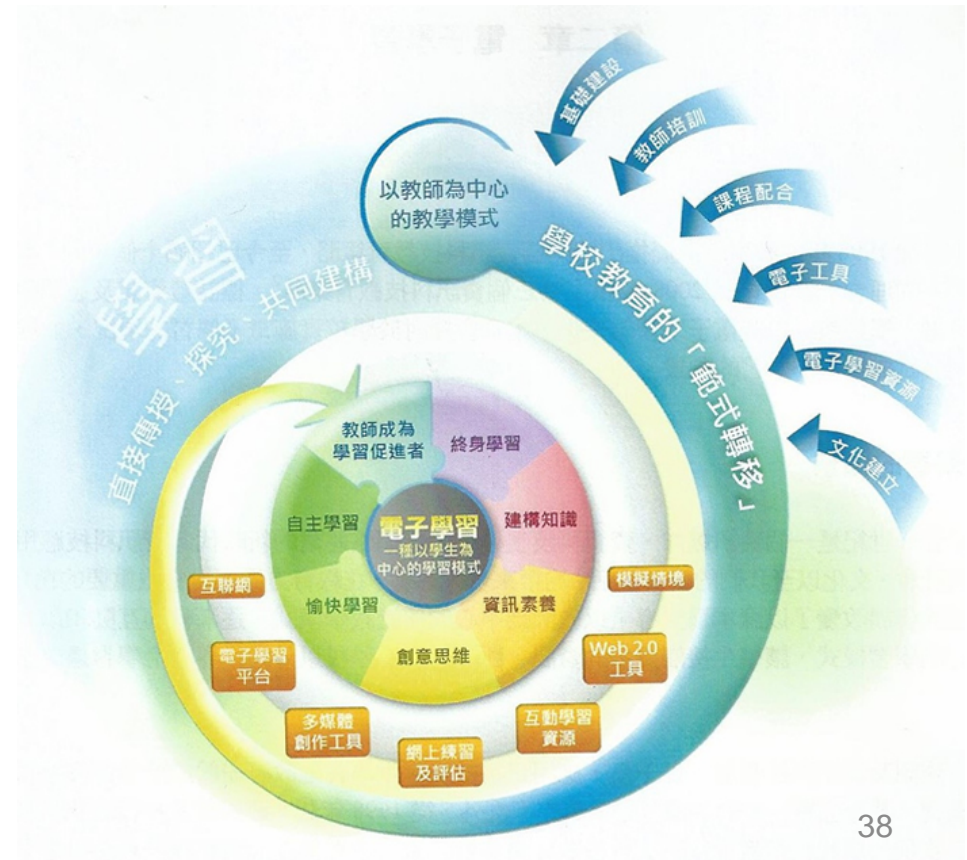 基礎建設
教師培訓
課程配合
電子工具
電子學習資源
文化建立
以教師為中心
的教學模式
學校教育的「範式轉移」
學習
直接傳授、探究、共同建構
教師成為
學習促進者
終身學習
建構知識
資訊素養
創意思維
愉快學習
自主學習
電子學習
一種以學生為
中心的學習模式
互聯網
電子學習
平台
多媒體
創作工具
網上練習
及評估
互動學習
資源
Web 2.0
工具
模擬情境
38